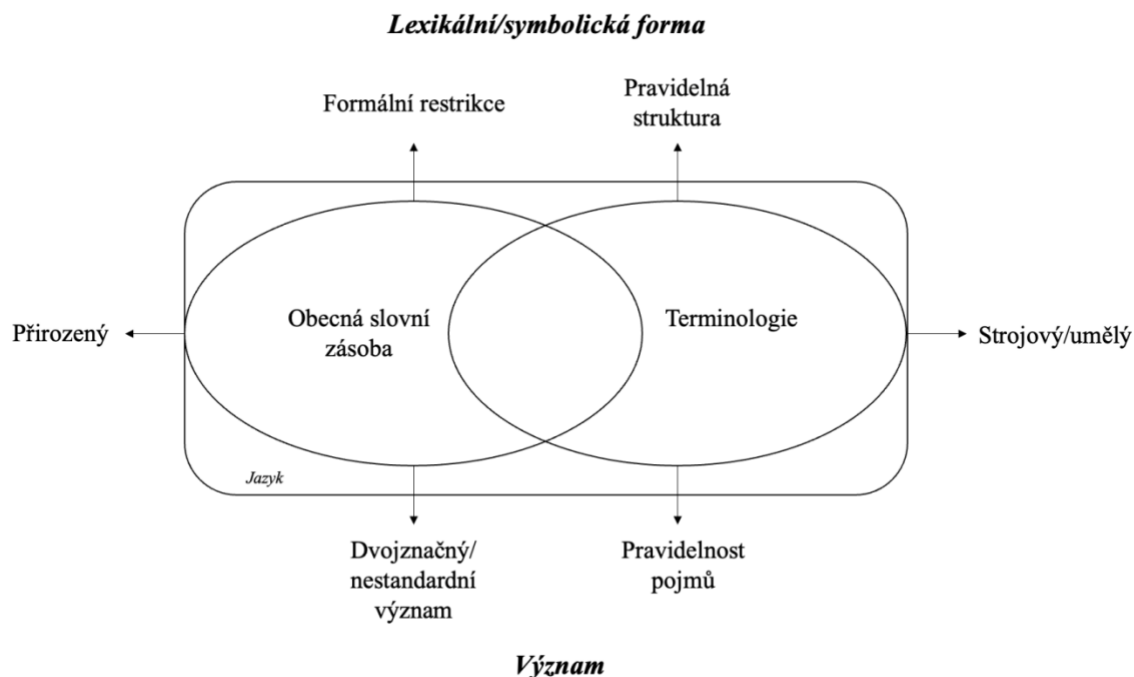 Lexikální/symbolická forma
Formální restrikce
Pravidelná
struktura
Přirozený
Obecná slovní
zásoba
Terminologie
Strojový/umělý
Jazyk
Dvojznačný/
nestandardní
význam
Pravidelnost
pojmů
Význam